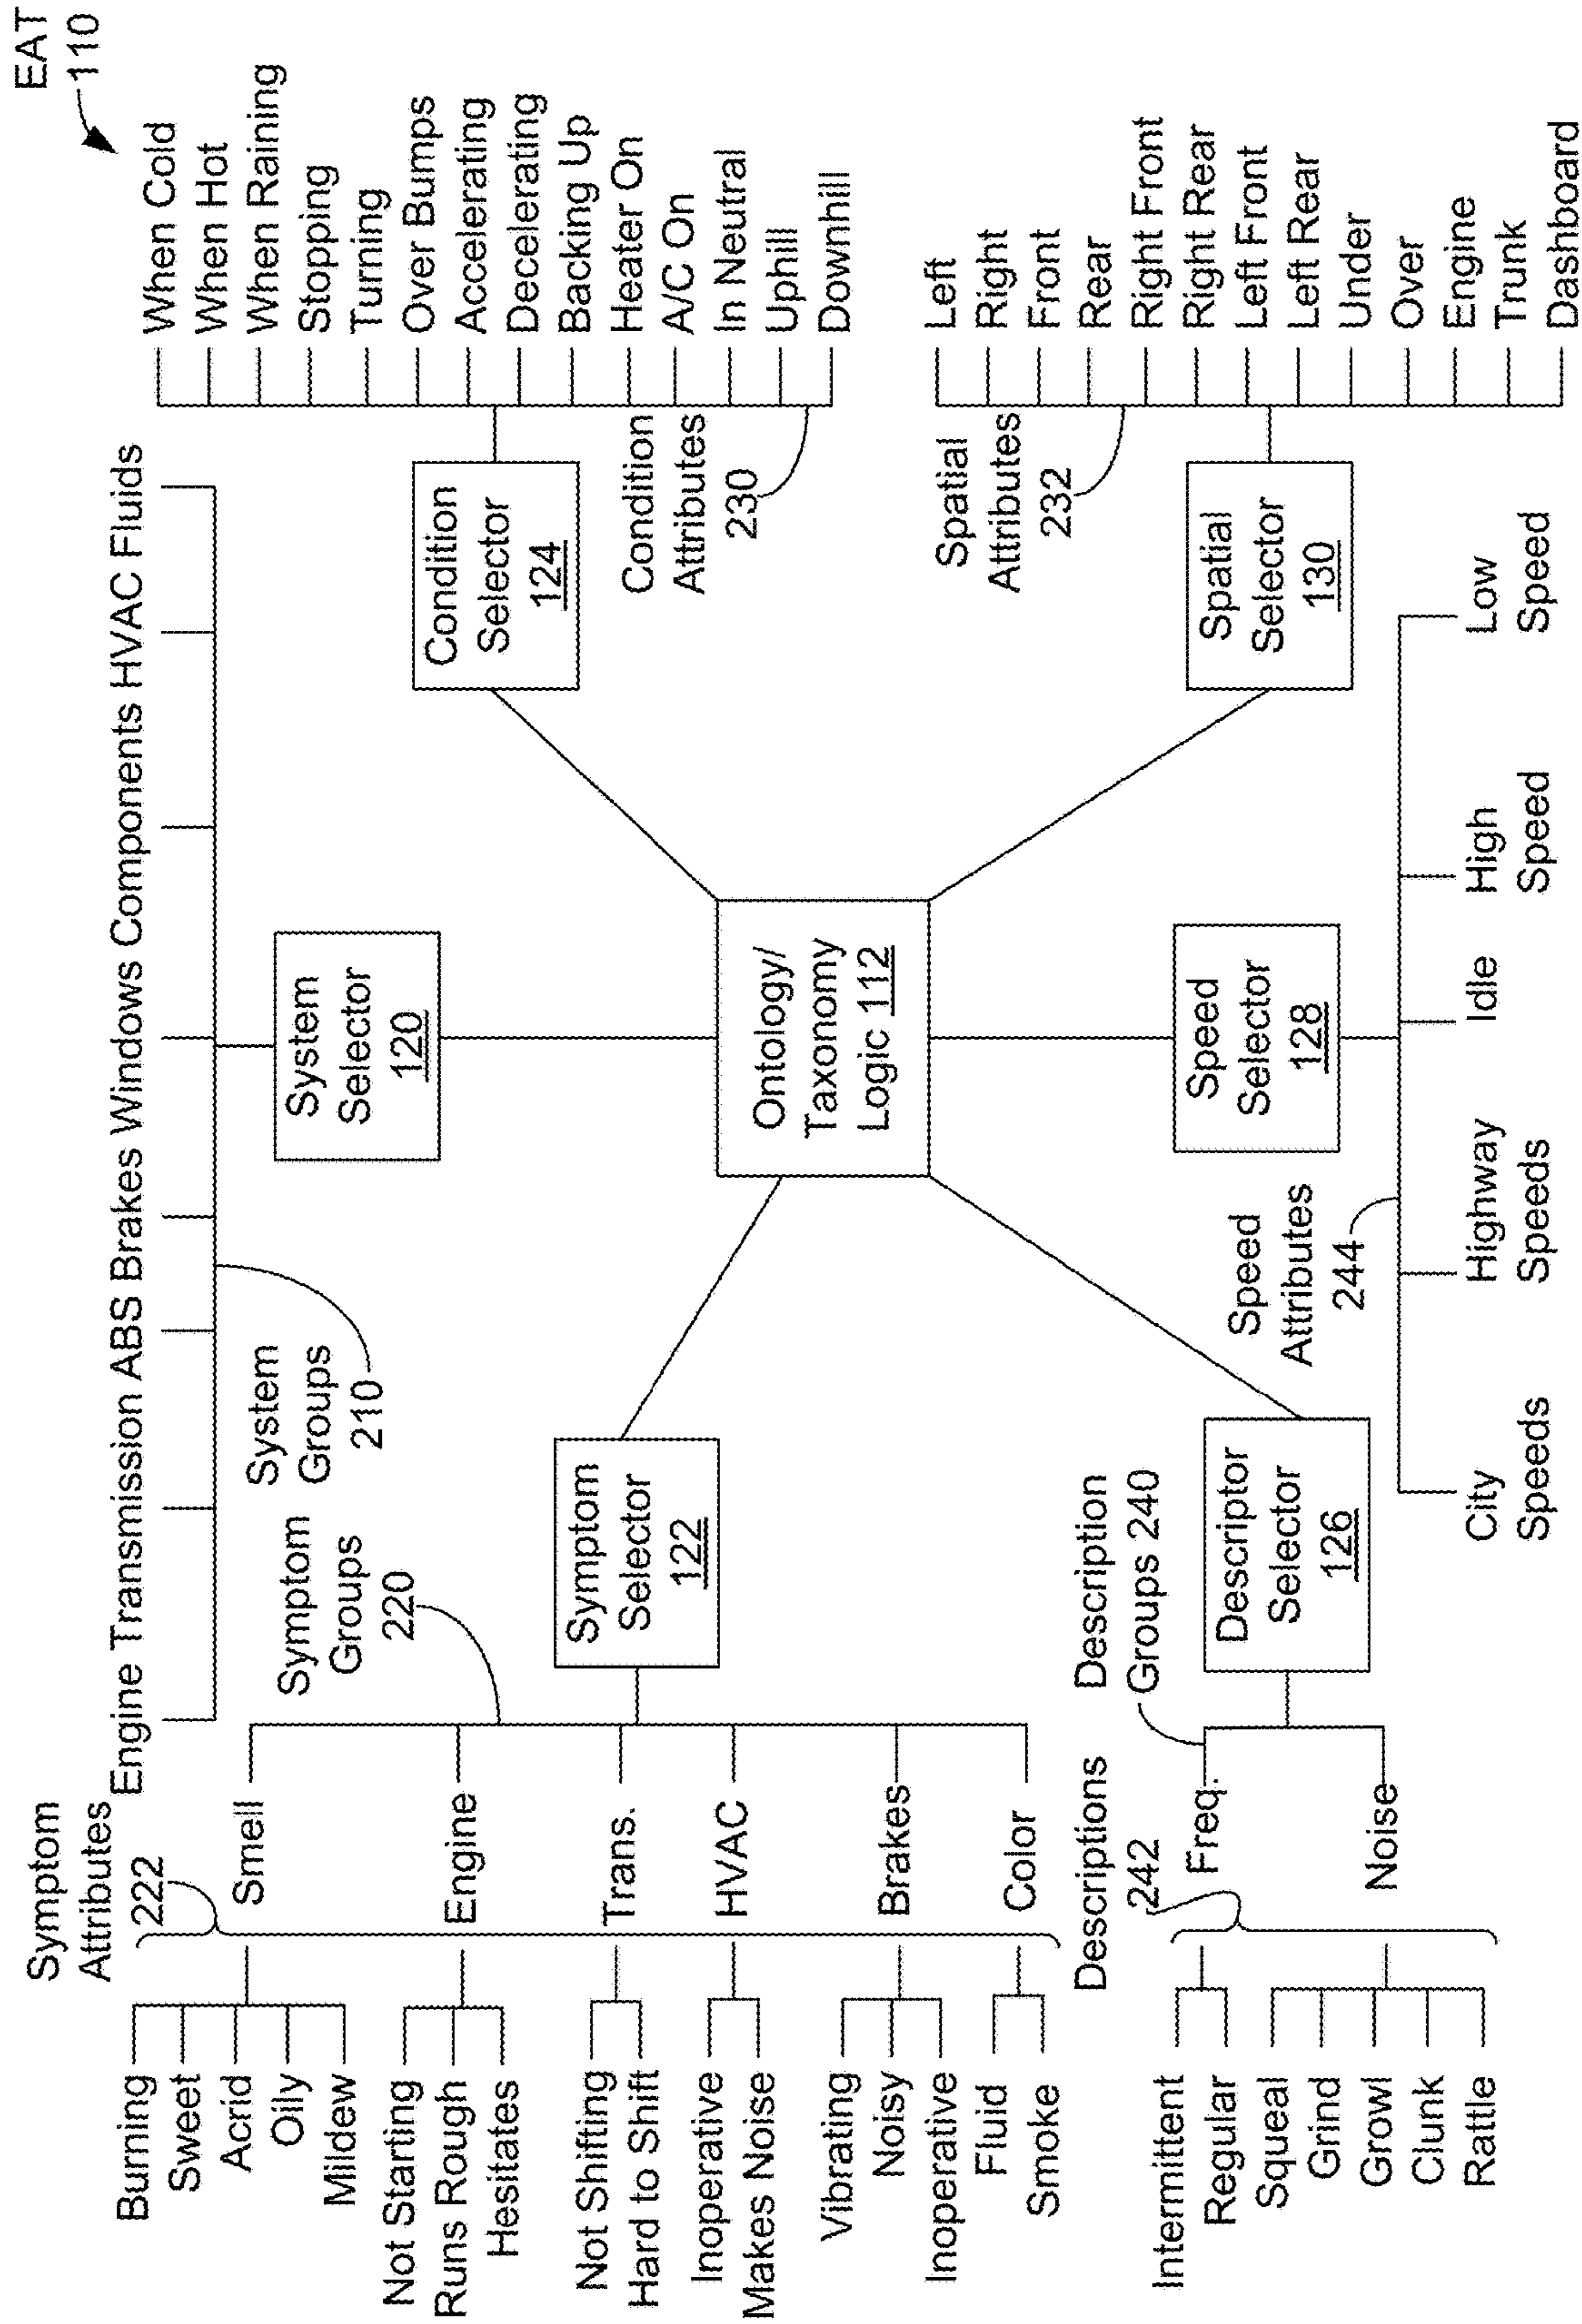 EAT
110
Engine Transmission ABS Brakes Windows Components HVAC Fluids
System
Groups
210
System
Selector
120
Symptom
Attributes
222
Symptom
Groups
220
Burning
Sweet
Acrid
Oily
Mildew
Smell
Not Starting
Runs Rough
Hesitates
Engine
Not Shifting
Hard to Shift
Trans.
Inoperative
Makes Noise
HVAC
Vibrating
Noisy
Inoperative
Brakes
Fluid
Smoke
Color
Symptom
Selector
122
Ontology/
Taxonomy
Logic 112
Condition
Selector
124
Condition
Attributes
230
When Cold
When Hot
When Raining
Stopping
Turning
Over Bumps
Accelerating
Decelerating
Backing Up
Heater On
A/C On
In Neutral
Uphill
Downhill
Descriptions
242
Description
Groups 240
Intermittent
Regular
Freq.
Squeal
Grind
Growl
Clunk
Rattle
Noise
Descriptor
Selector
126
Speed
Attributes
244
Speed
Selector
128
City
Speeds
Highway
Speeds
Idle
High
Speed
Low
Speed
Spatial
Selector
130
Spatial
Attributes
232
Left
Right
Front
Rear
Right Front
Right Rear
Left Front
Left Rear
Under
Over
Engine
Trunk
Dashboard